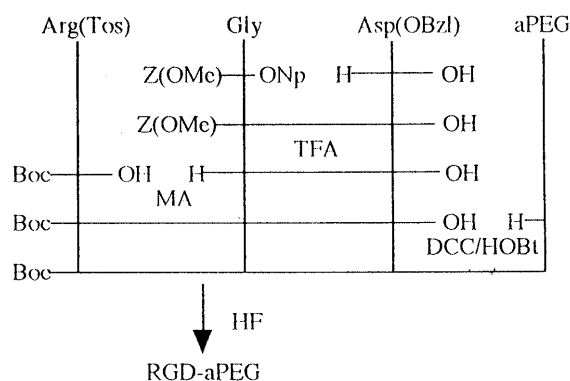 Arg(Tos) Gly Asp(OBzl) aPEG
Z(OMe) ONp H OH
Z(OMe) OH
TFA
Boc OH H OH
MA
Boc OH H
DCC/HOBt
Boc
HF
RGD-aPEG